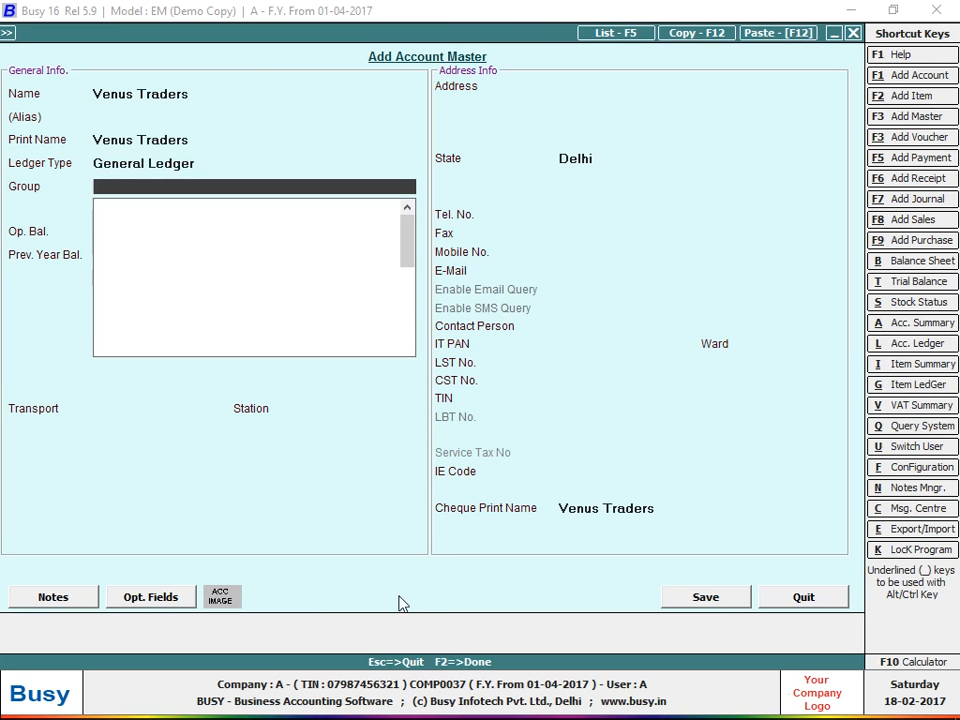 B Busy 16 Rel 5.9 | Model : EM (Demo Copy) | A - F.Y. From 01-04-2017
>> List - F5 Copy - F12 Paste - [F12]
Add Account Master
General Info.
Name Venus Traders
(Alias)
Print Name Venus Traders
Ledger Type General Ledger
Group
Op. Bal.
Prev. Year Bal.
Transport Station
Address Info
Address
State Delhi
Tel. No.
Fax
Mobile No.
E-Mail
Enable Email Query
Enable SMS Query
Contact Person
IT PAN Ward
LST No.
CST No.
TIN
LBT No.
Service Tax No
IE Code
Cheque Print Name Venus Traders
Notes Opt. Fields ACC IMAGE Save Quit
Shortcut Keys
F1 Help
F1 Add Account
F2 Add Item
F3 Add Master
F3 Add Voucher
F5 Add Payment
F6 Add Receipt
F7 Add Journal
F8 Add Sales
F9 Add Purchase
B Balance Sheet
T Trial Balance
S Stock Status
A Acc. Summary
L Acc. Ledger
I Item Summary
G Item LedGer
V VAT Summary
Q Query System
U Switch User
F ConFiguration
N Notes Mngr.
C Msg. Centre
E Export/Import
K LocK Program
Underlined (_) keys
to be used with
Alt/Ctrl Key
Esc=>Quit F2=>Done
F10 Calculator
Busy
Company : A - ( TIN : 07987456321 ) COMP0037 ( F.Y. From 01-04-2017 ) - User : A
BUSY - Business Accounting Software ; (c) Busy Infotech Pvt. Ltd., Delhi ; www.busy.in
Your
Company
Logo
Saturday
18-02-2017